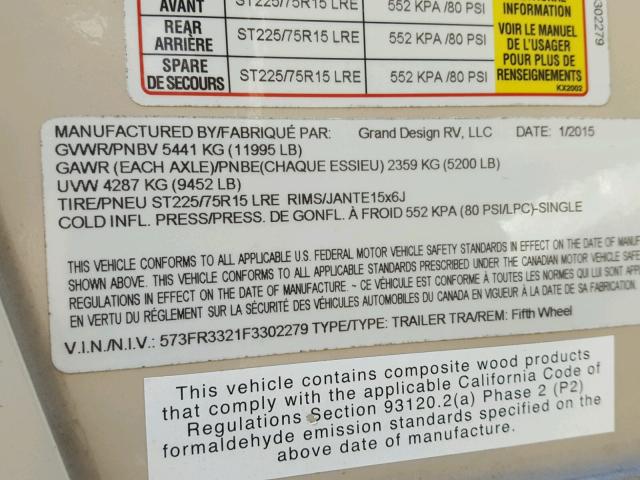 AVANT ST225/75R15 LRE 552 KPA /80 PSI
INFORMATION
REAR
ARRIÈRE ST225/75R15 LRE 552 KPA /80 PSI
SPARE
DE SECOURS ST225/75R15 LRE 552 KPA /80 PSI
VOIR LE MANUEL
DE L'USAGER
POUR PLUS DE
RENSEIGNEMENTS
KX2002
302279
MANUFACTURED BY/FABRIQUÉ PAR: Grand Design RV, LLC DATE: 1/2015
GVWR/PNBV 5441 KG (11995 LB)
GAWR (EACH AXLE)/PNBE(CHAQUE ESSIEU) 2359 KG (5200 LB)
UVW 4287 KG (9452 LB)
TIRE/PNEU ST225/75R15 LRE RIMS/JANTE15x6J
COLD INFL. PRESS/PRESS. DE GONFL. À FROID 552 KPA (80 PSI/LPC)-SINGLE
THIS VEHICLE CONFORMS TO ALL APPLICABLE U.S. FEDERAL MOTOR VEHICLE SAFETY STANDARDS IN EFFECT ON THE DATE OF MANUF
SHOWN ABOVE. THIS VEHICLE CONFORMS TO ALL APPLICABLE STANDARDS PRESCRIBED UNDER THE CANADIAN MOTOR VEHICLE SAFE
REGULATIONS IN EFFECT ON THE DATE OF MANUFACTURE ~ CE VÉHICULE EST CONFORME À TOUTES LES NORMES QUI LUI SONT APP
EN VERTU DU RÉGLEMENT SUR LA SÉCURITÉ DES VÉHICULES AUTOMOBILES DU CANADA EN VIGUEUR À LA DATE DE SA FABRICATION.
V.I.N./N.I.V.: 573FR3321F3302279 TYPE/TYPE: TRAILER TRA/REM: Fifth Wheel
This vehicle contains composite wood products
that comply with the applicable California Code of
Regulations Section 93120.2(a) Phase 2 (P2)
formaldehyde emission standards specified on the
above date of manufacture.